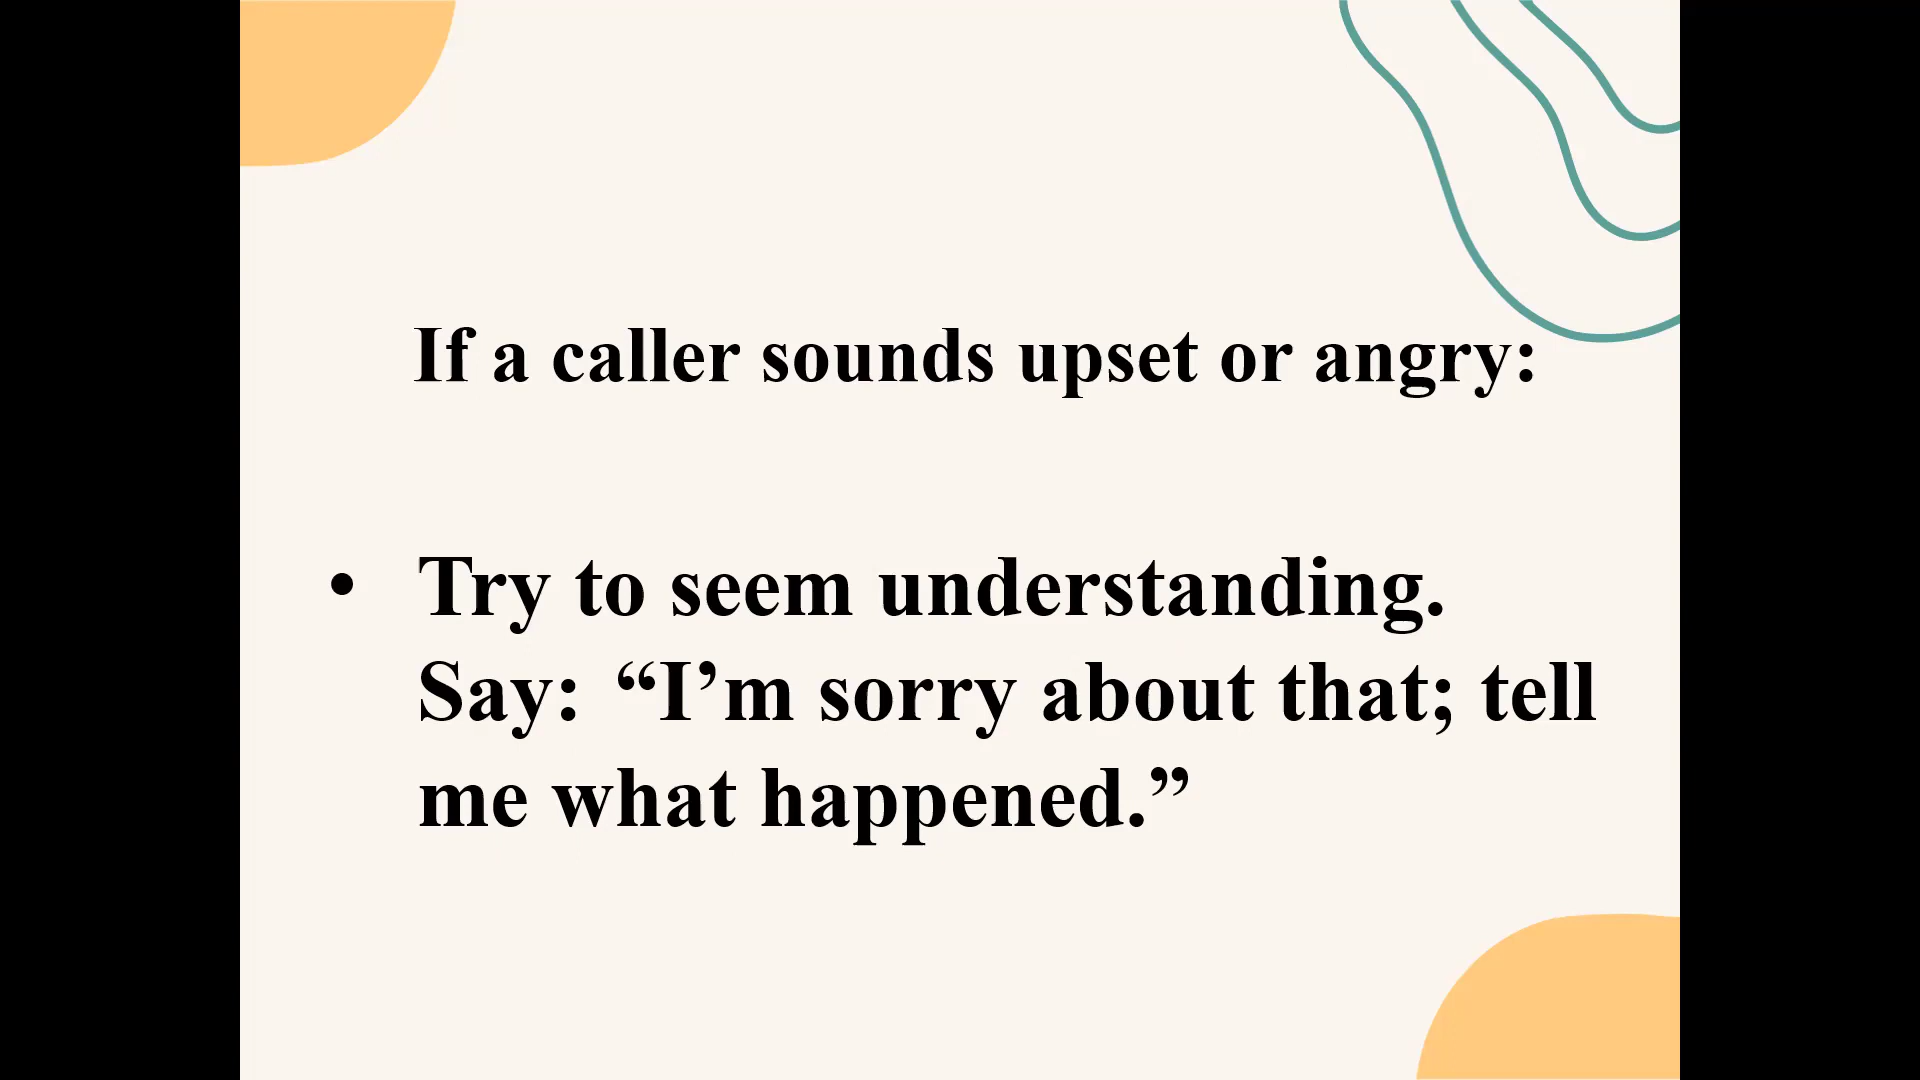 If a caller sounds upset or angry:
• Try to seem understanding.
Say: “I’m sorry about that; tell
me what happened.”